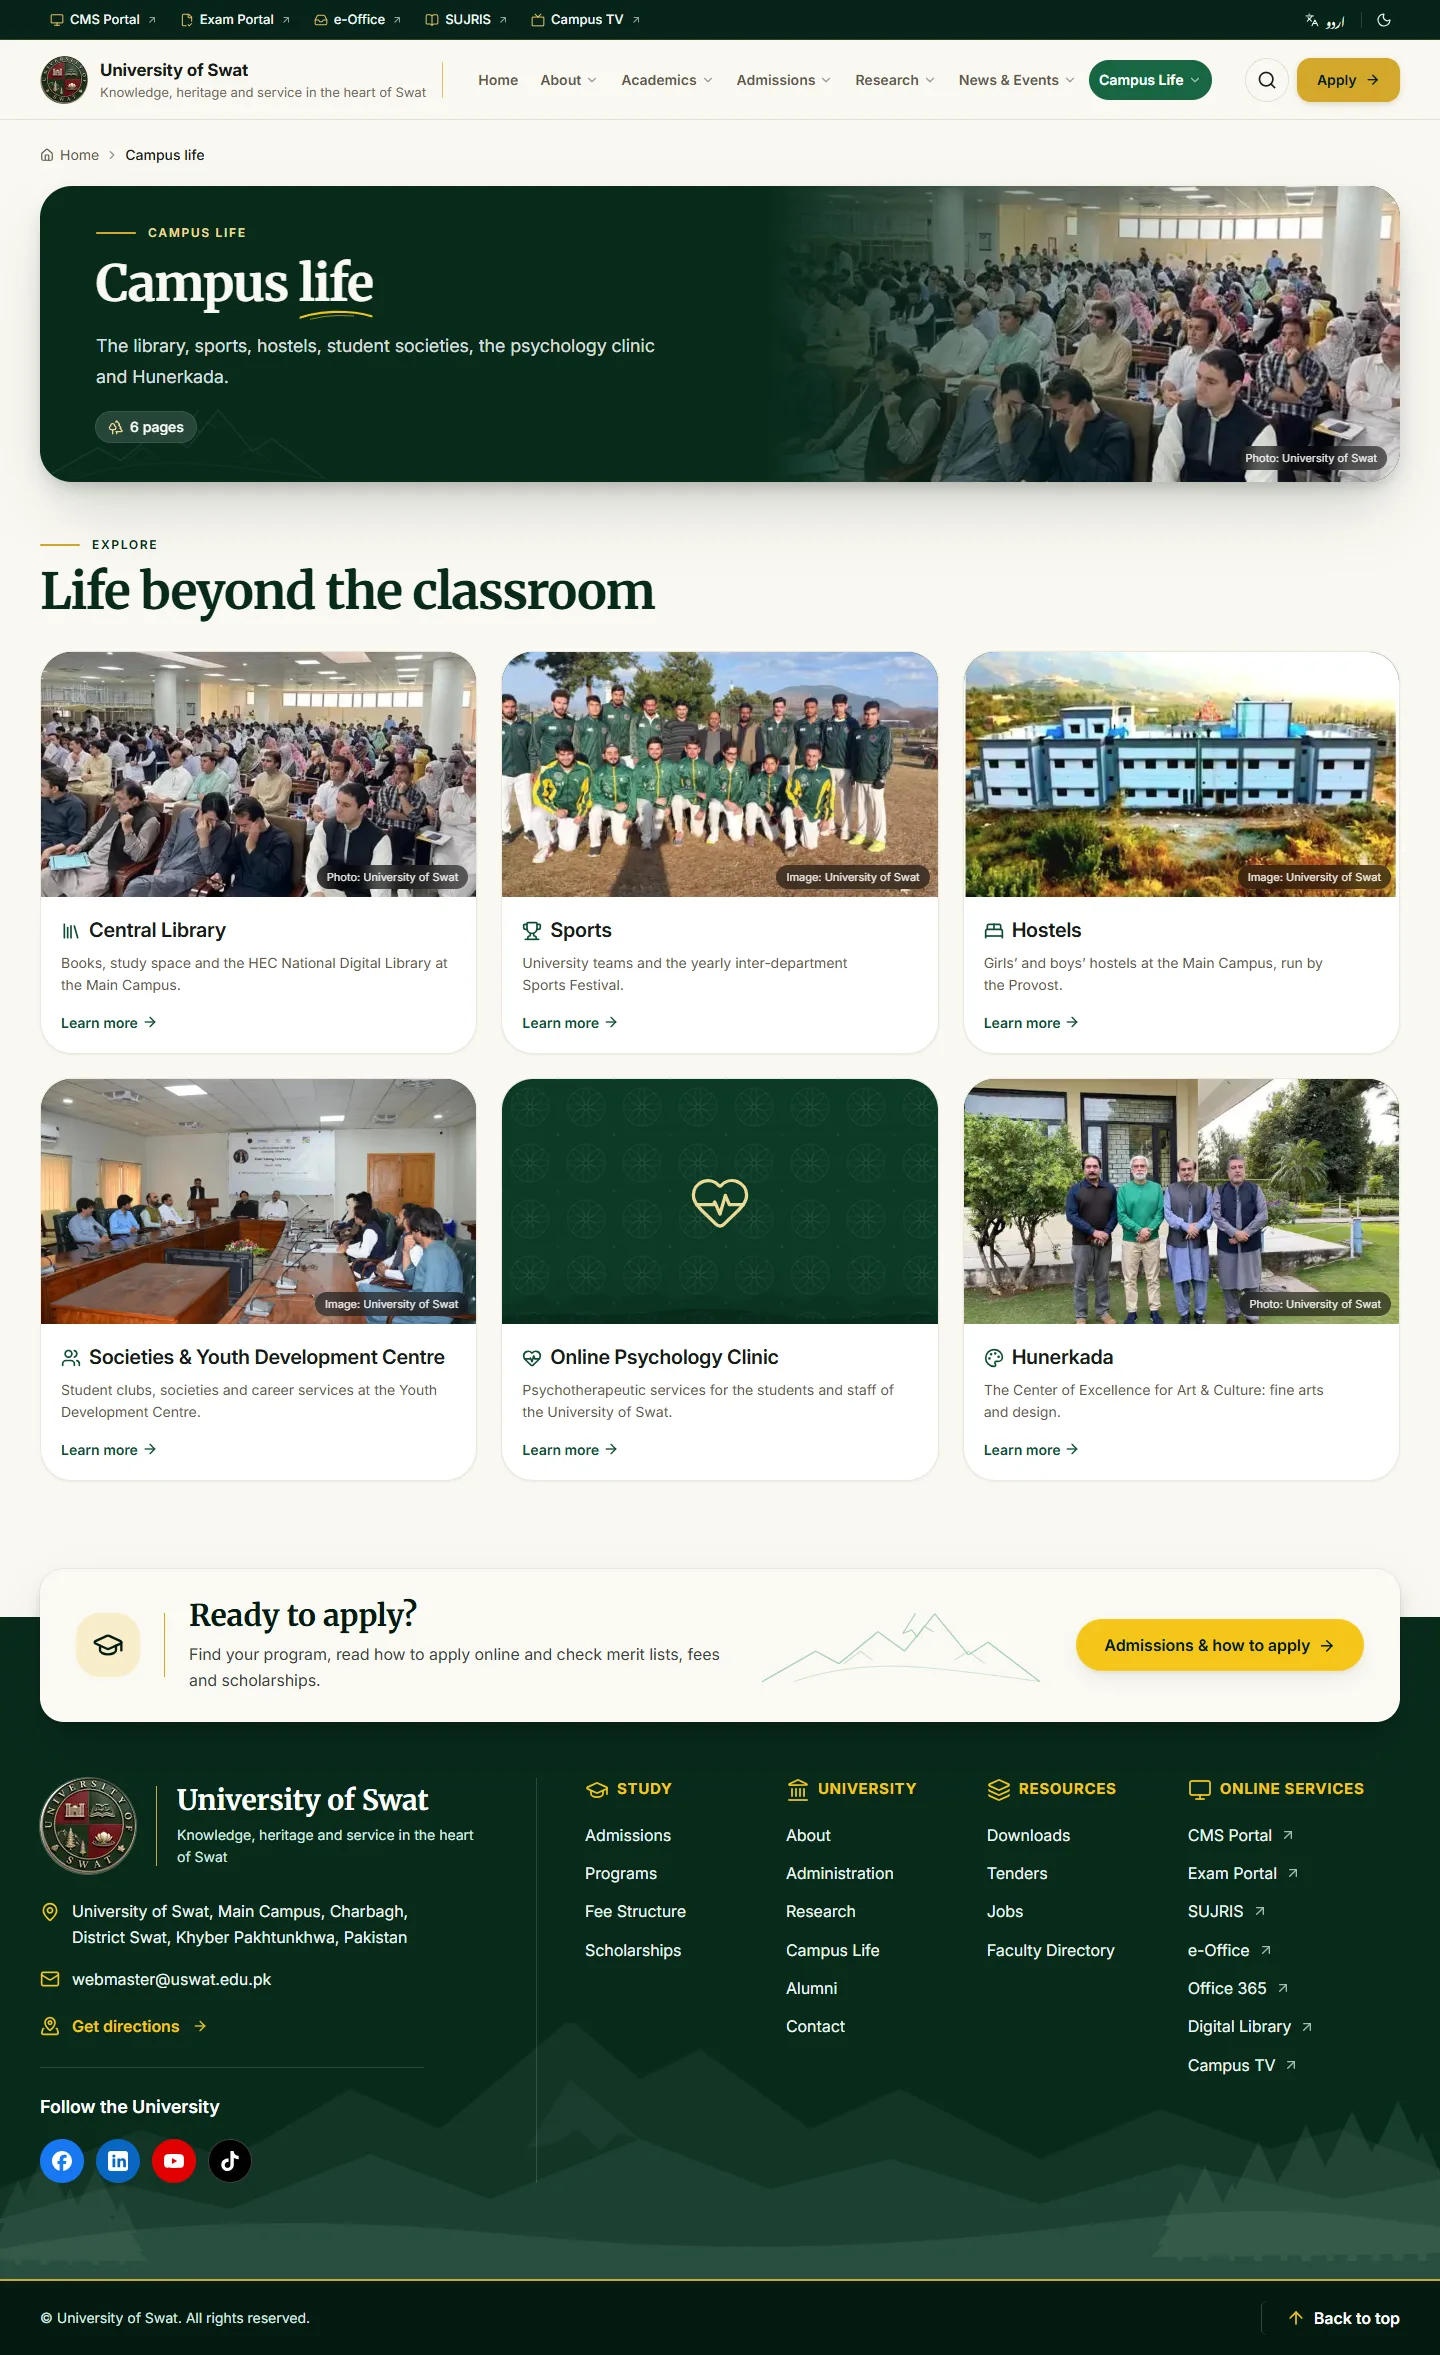 CMS Portal
Exam Portal
e-Office
SUJRIS
Campus TV
اردو
University of Swat
Knowledge, heritage and service in the heart of Swat
Home
About
Academics
Admissions
Research
News & Events
Campus Life
Apply
Home
Campus life
CAMPUS LIFE
Campus life
The library, sports, hostels, student societies, the psychology clinic
and Hunerkada.
6 pages
Photo: University of Swat
EXPLORE
Life beyond the classroom
Photo: University of Swat
Central Library
Books, study space and the HEC National Digital Library at
the Main Campus.
Learn more
Image: University of Swat
Sports
University teams and the yearly inter-department
Sports Festival.
Learn more
Image: University of Swat
Hostels
Girls’ and boys’ hostels at the Main Campus, run by
the Provost.
Learn more
Image: University of Swat
Societies & Youth Development Centre
Student clubs, societies and career services at the Youth
Development Centre.
Learn more
Online Psychology Clinic
Psychotherapeutic services for the students and staff of
the University of Swat.
Learn more
Photo: University of Swat
Hunerkada
The Center of Excellence for Art & Culture: fine arts
and design.
Learn more
Ready to apply?
Find your program, read how to apply online and check merit lists, fees
and scholarships.
Admissions & how to apply
UNIVERSITY OF
SWAT
University of Swat
Knowledge, heritage and service in the heart
of Swat
University of Swat, Main Campus, Charbagh,
District Swat, Khyber Pakhtunkhwa, Pakistan
webmaster@uswat.edu.pk
Get directions
Follow the University
STUDY
Admissions
Programs
Fee Structure
Scholarships
UNIVERSITY
About
Administration
Research
Campus Life
Alumni
Contact
RESOURCES
Downloads
Tenders
Jobs
Faculty Directory
ONLINE SERVICES
CMS Portal
Exam Portal
SUJRIS
e-Office
Office 365
Digital Library
Campus TV
© University of Swat. All rights reserved.
Back to top